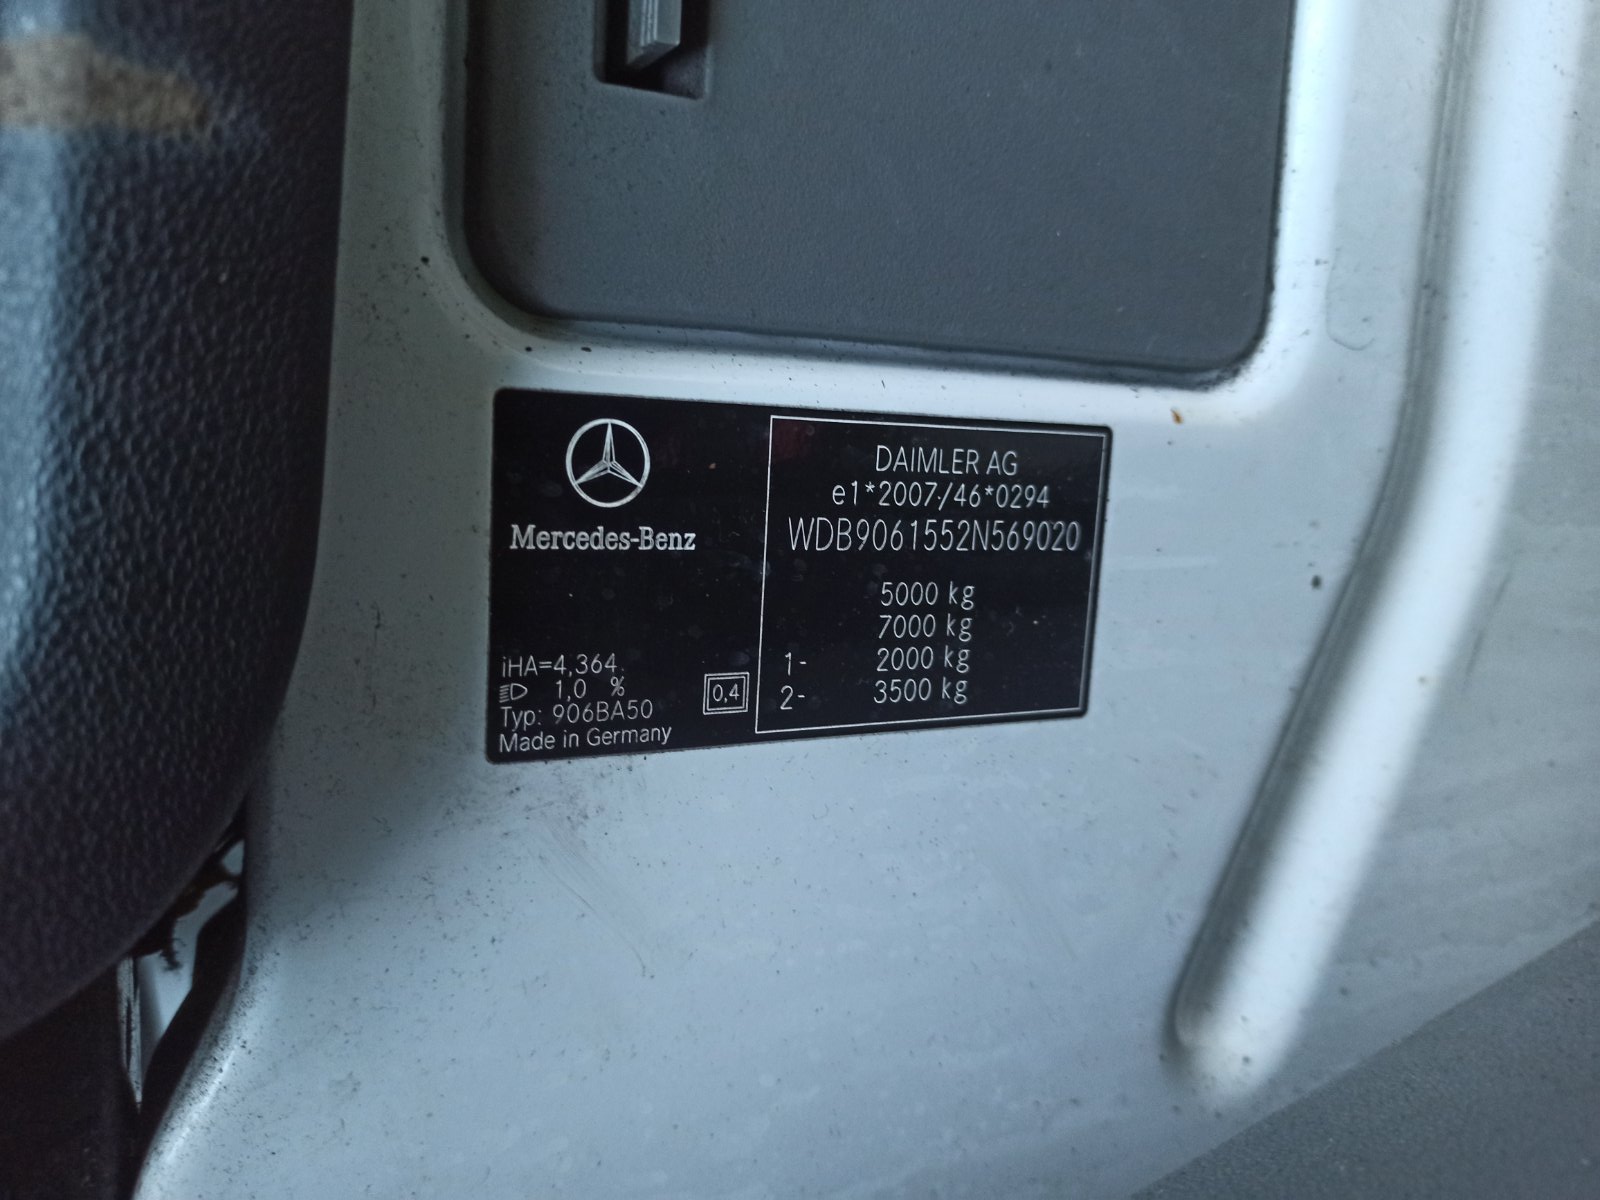 Mercedes-Benz
iHA=4,364
1,0 %
Typ: 906BA50
Made in Germany
0,4
DAIMLER AG
e1*2007/46*0294
WDB9061552N569020
5000 kg
7000 kg
1- 2000 kg
2- 3500 kg